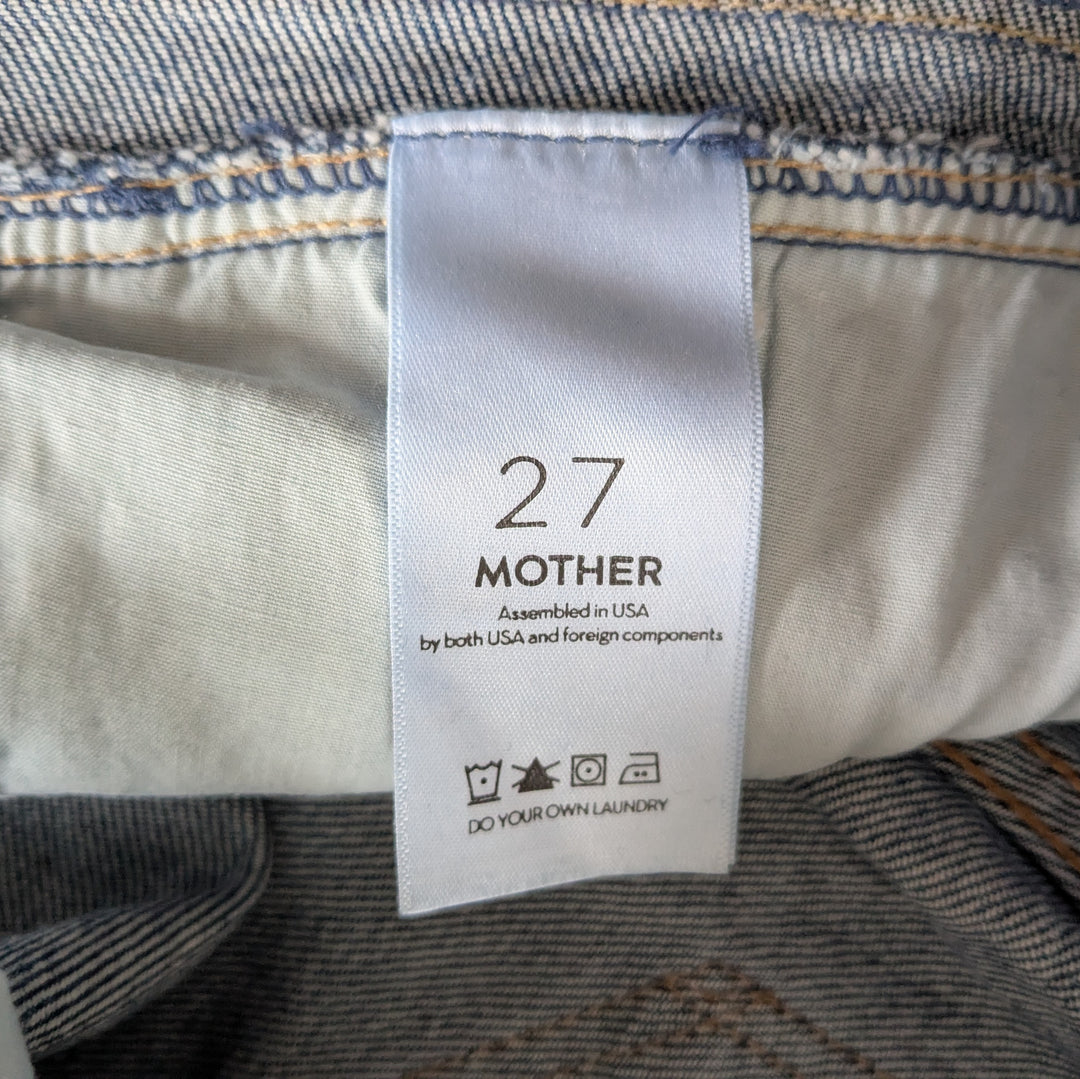 27
MOTHER
Assembled in USA
by both USA and foreign components
DO YOUR OWN LAUNDRY